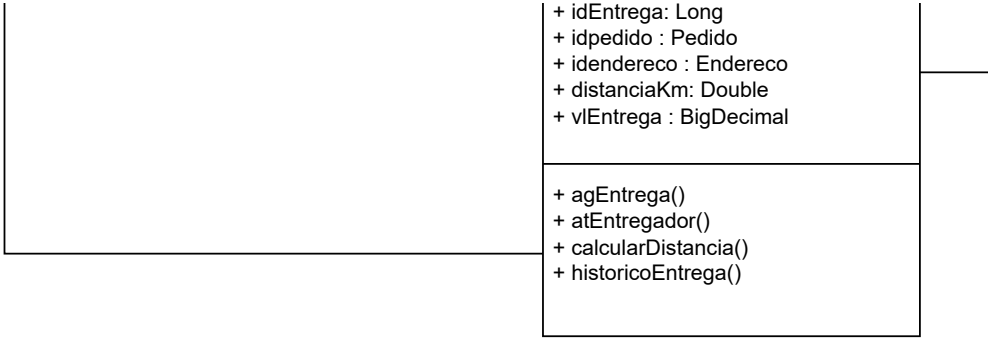 + idEntrega: Long
+ idpedido : Pedido
+ idendereco : Endereco
+ distanciaKm: Double
+ vlEntrega : BigDecimal
+ agEntrega()
+ atEntregador()
+ calcularDistancia()
+ historicoEntrega()